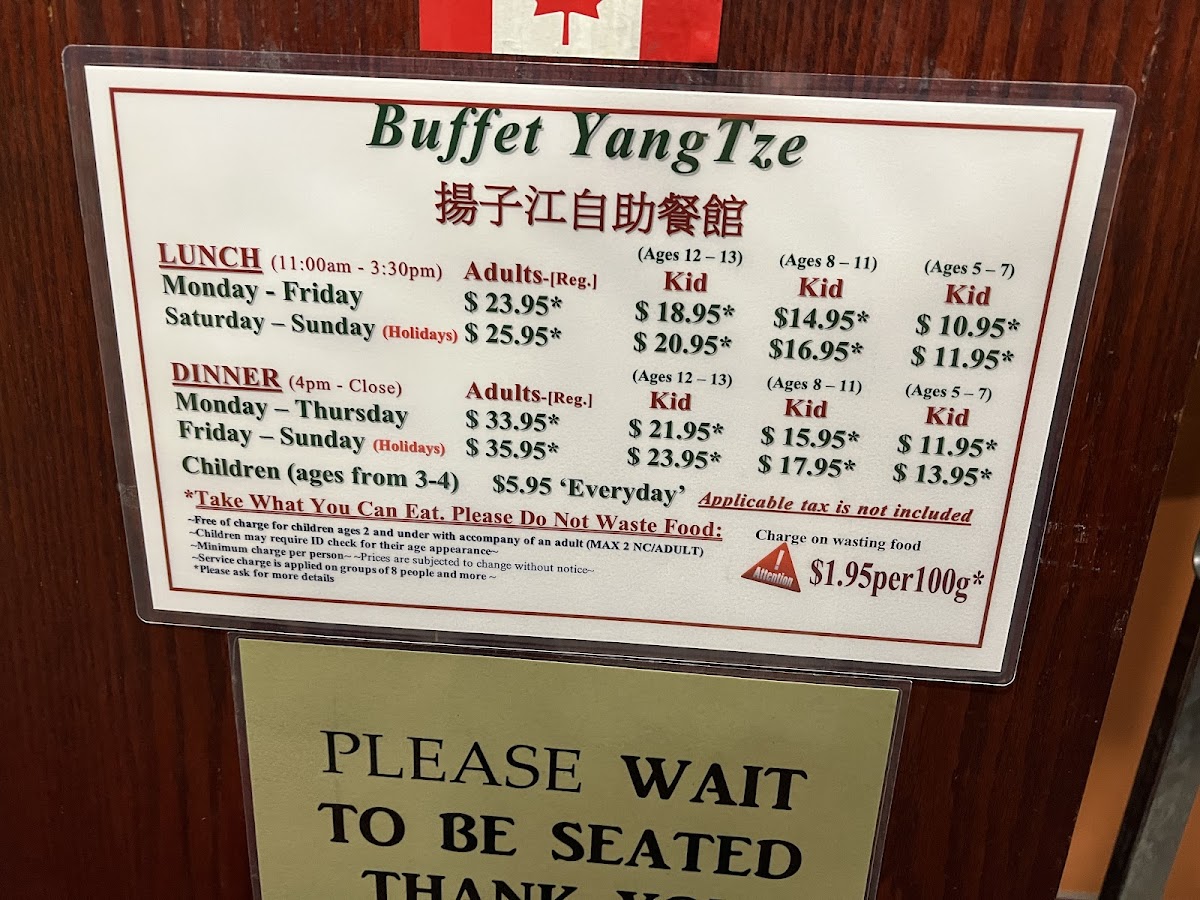 Buffet YangTze
揚子江自助餐館
LUNCH (11:00am - 3:30pm) Adults-[Reg.] (Ages 12 – 13) Kid (Ages 8 – 11) Kid (Ages 5 – 7) Kid
Monday - Friday $ 23.95* $ 18.95* $14.95* $ 10.95*
Saturday – Sunday (Holidays) $ 25.95* $ 20.95* $16.95* $ 11.95*
DINNER (4pm - Close) Adults-[Reg.] (Ages 12 – 13) Kid (Ages 8 – 11) Kid (Ages 5 – 7) Kid
Monday – Thursday $ 33.95* $ 21.95* $ 15.95* $ 11.95*
Friday – Sunday (Holidays) $ 35.95* $ 23.95* $ 17.95* $ 13.95*
Children (ages from 3-4) $5.95 ‘Everyday’ Applicable tax is not included
*Take What You Can Eat. Please Do Not Waste Food:
~Free of charge for children ages 2 and under with accompany of an adult (MAX 2 NC/ADULT)
~Children may require ID check for their age appearance~
~Minimum charge per person~ ~Prices are subjected to change without notice~
~Service charge is applied on groups of 8 people and more ~
*Please ask for more details
Charge on wasting food
! Attention $1.95per100g*
PLEASE WAIT
TO BE SEATED
THANK YOU